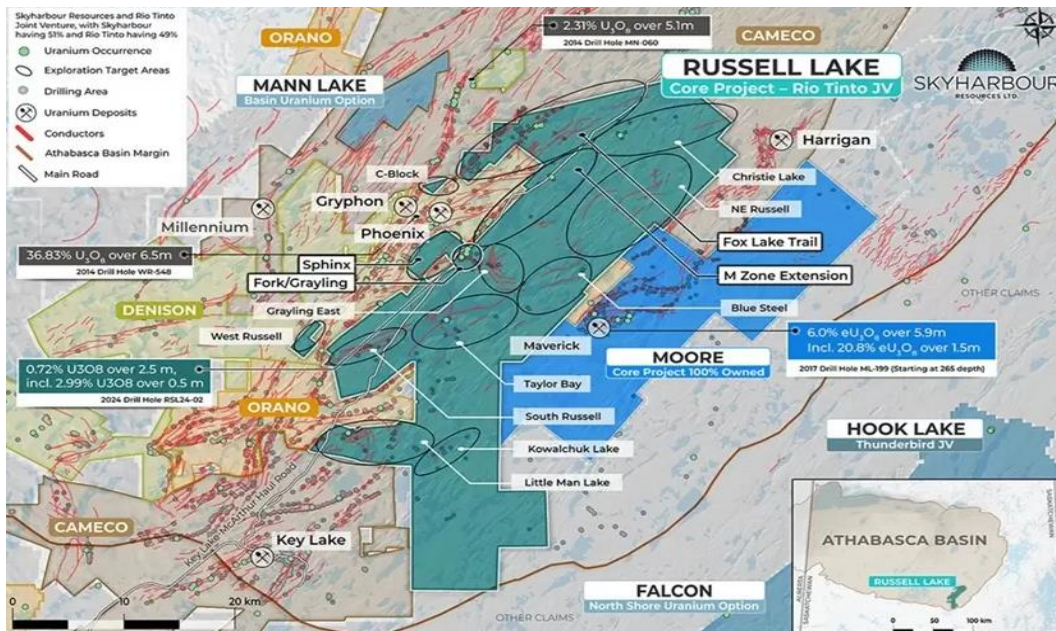 Skyharbour Resources and Rio Tinto
Joint Venture, with Skyharbour
having 51% and Rio Tinto having 49%
Uranium Occurrence
Exploration Target Areas
Drilling Area
Uranium Deposits
Conductors
Athabasca Basin Margin
Main Road
ORANO
MANN LAKE
Basin Uranium Option
2.31% U₃O₈ over 5.1m
2014 Drill Hole MN-060
CAMECO
RUSSELL LAKE
Core Project – Rio Tinto JV
SKYHARBOUR
RESOURCES LTD.
Harrigan
C-Block
Christie Lake
Gryphon
NE Russell
Millennium
Phoenix
Fox Lake Trail
36.83% U₃O₈ over 6.5m
2014 Drill Hole WR-548
Sphinx
Fork/Grayling
M Zone Extension
OTHER CLAIMS
DENISON
Grayling East
Blue Steel
West Russell
Maverick
6.0% eU₃O₈ over 5.9m
Incl. 20.8% eU₃O₈ over 1.5m
2017 Drill Hole ML-199 (Starting at 265 depth)
MOORE
Core Project 100% Owned
0.72% U3O8 over 2.5 m,
incl. 2.99% U3O8 over 0.5 m
2024 Drill Hole RSL24-02
Taylor Bay
ORANO
South Russell
HOOK LAKE
Thunderbird JV
Kowalchuk Lake
Little Man Lake
Key Lake-McArthur Haul Road
CAMECO
Key Lake
ATHABASCA BASIN
RUSSELL LAKE
ALBERTA
SASKATCHEWAN
SASKATCHEWAN
MANITOBA
0 50 100 km
FALCON
North Shore Uranium Option
OTHER CLAIMS
0 10 20 km